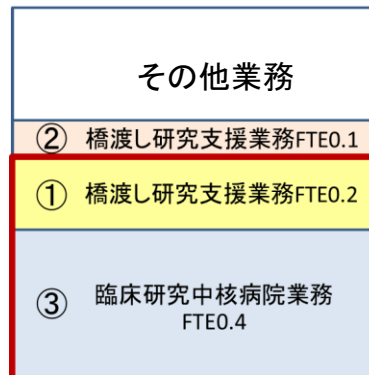 その他業務
② 橋渡し研究支援業務FTE0.1
① 橋渡し研究支援業務FTE0.2
③ 臨床研究中核病院業務
FTE0.4